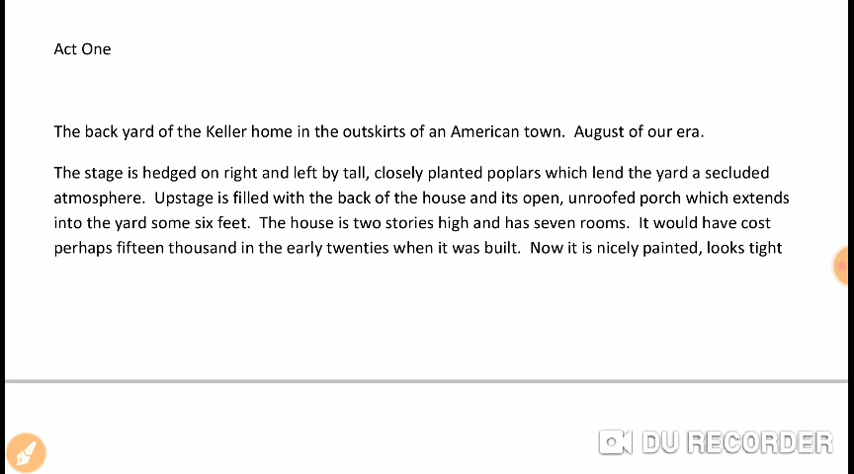 Act One
The back yard of the Keller home in the outskirts of an American town.  August of our era.
The stage is hedged on right and left by tall, closely planted poplars which lend the yard a secluded
atmosphere.  Upstage is filled with the back of the house and its open, unroofed porch which extends
into the yard some six feet.  The house is two stories high and has seven rooms.  It would have cost
perhaps fifteen thousand in the early twenties when it was built.  Now it is nicely painted, looks tight
DU RECORDER